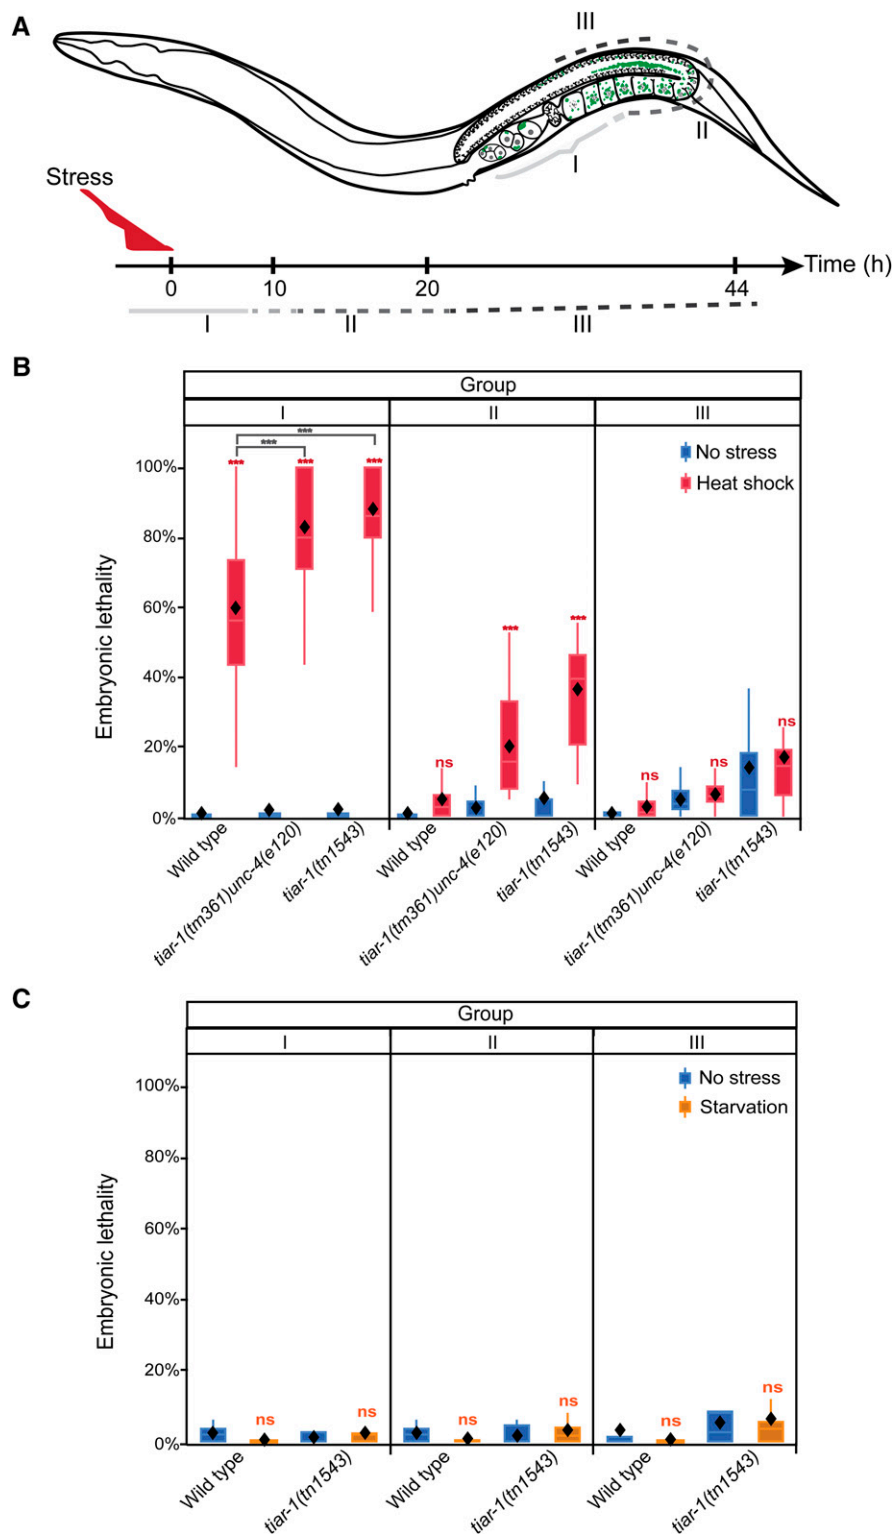 A
III
II
I
Stress
Time (h)
0 10 20 44
I II III
B
Group
I II III
*** ***
*** *** ***
No stress
Heat shock
100%
80%
60%
40%
20%
0%
Embryonic lethality
*** ***
ns
ns ns ns
Wild type
tiar-1(tm361)unc-4(e120)
tiar-1(tn1543)
Wild type
tiar-1(tm361)unc-4(e120)
tiar-1(tn1543)
Wild type
tiar-1(tm361)unc-4(e120)
tiar-1(tn1543)
C
Group
I II III
No stress
Starvation
100%
80%
60%
40%
20%
0%
Embryonic lethality
ns ns ns ns ns ns
Wild type
tiar-1(tn1543)
Wild type
tiar-1(tn1543)
Wild type
tiar-1(tn1543)